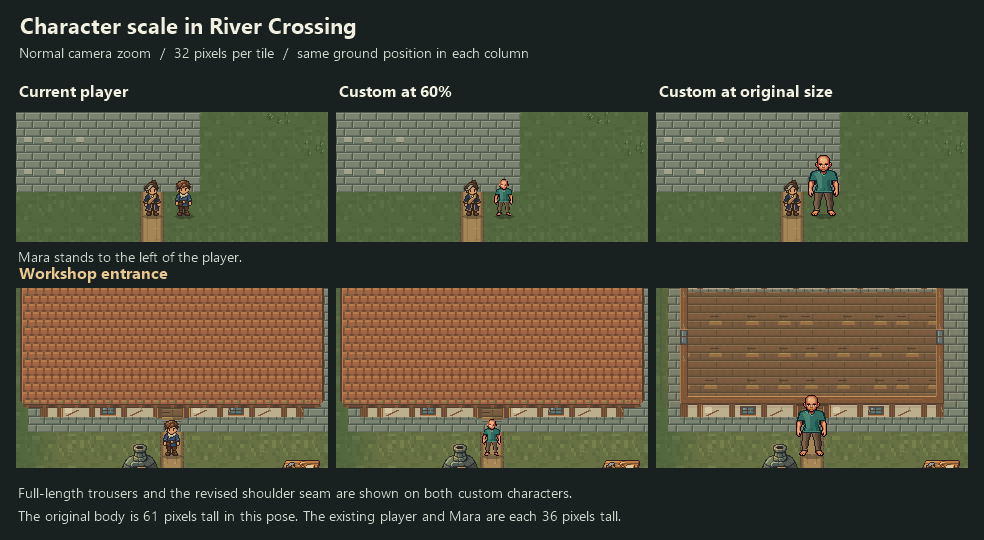 Character scale in River Crossing
Normal camera zoom / 32 pixels per tile / same ground position in each column
Current player
Custom at 60%
Custom at original size
Mara stands to the left of the player.
Workshop entrance
Full-length trousers and the revised shoulder seam are shown on both custom characters.
The original body is 61 pixels tall in this pose. The existing player and Mara are each 36 pixels tall.